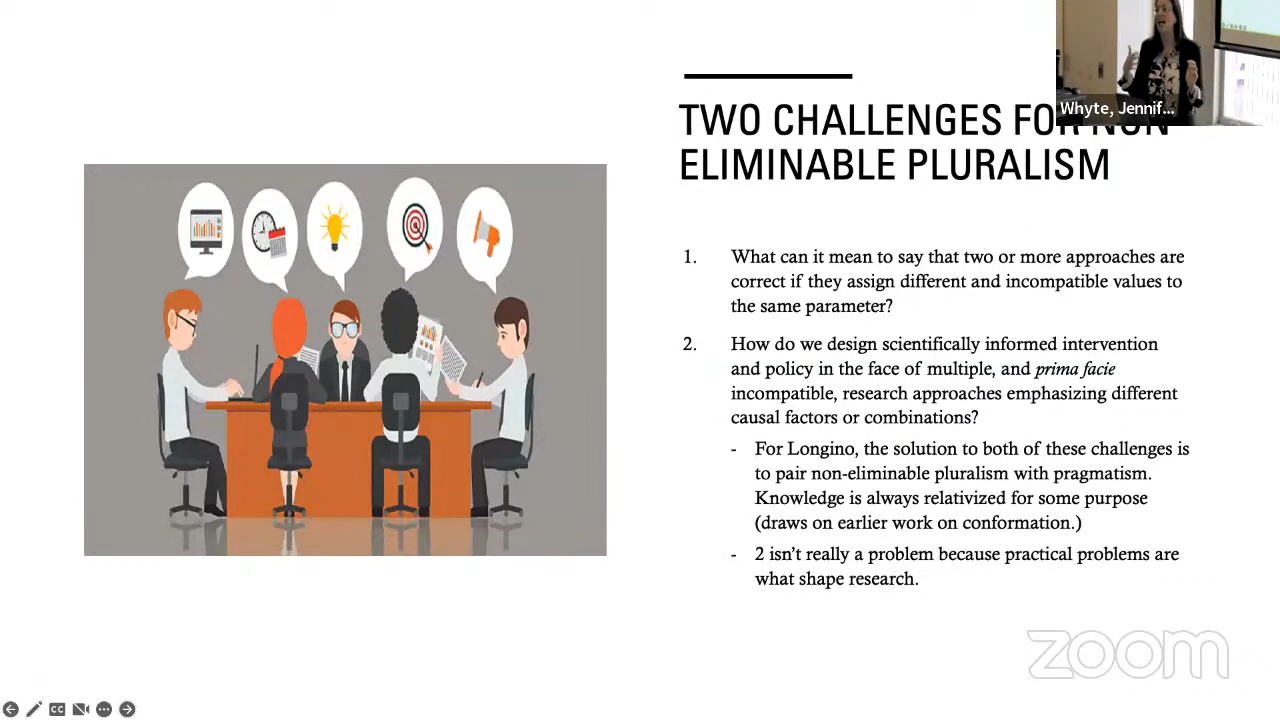 Whyte, Jennif...
TWO CHALLENGES FOR NON
ELIMINABLE PLURALISM
1. What can it mean to say that two or more approaches are
correct if they assign different and incompatible values to
the same parameter?
2. How do we design scientifically informed intervention
and policy in the face of multiple, and prima facie
incompatible, research approaches emphasizing different
causal factors or combinations?
- For Longino, the solution to both of these challenges is
to pair non-eliminable pluralism with pragmatism.
Knowledge is always relativized for some purpose
(draws on earlier work on conformation.)
- 2 isn't really a problem because practical problems are
what shape research.
zoom
CC